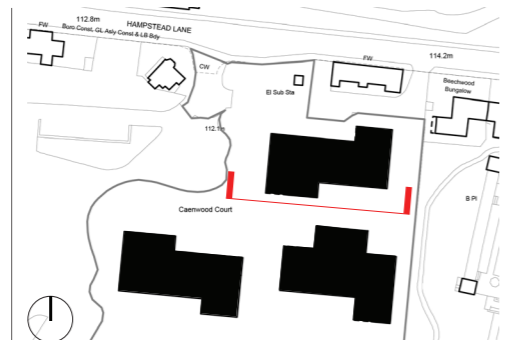 112.8m
HAMPSTEAD LANE
FW
Boro Const, GL Asly Const & LB Bdy
114.2m
FW
CW
Beechwood
Bungalow
El Sub Sta
112.1m
B Pl
Caenwood Court